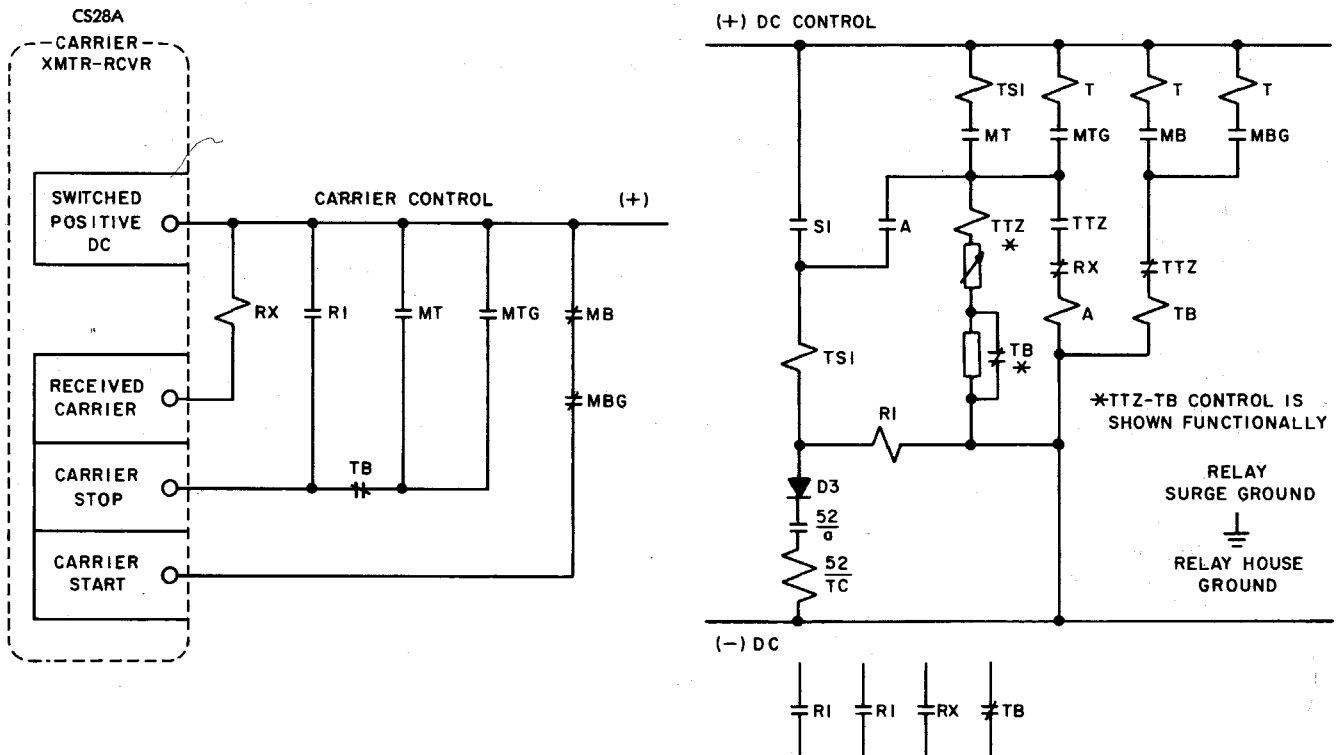 CS28A
CARRIER
XMTR-RCVR
SWITCHED
POSITIVE
DC
CARRIER CONTROL
(+)
RX
RI
MT
MTG
MB
MBG
RECEIVED
CARRIER
CARRIER
STOP
TB
CARRIER
START
(+) DC CONTROL
TSI
T
T
T
MT
MTG
MB
MBG
SI
A
TTZ
*
TTZ
RX
TTZ
A
TB
TSI
TB
*
RI
*TTZ-TB CONTROL IS
SHOWN FUNCTIONALLY
D3
52
a
52
TC
RELAY
SURGE GROUND
RELAY HOUSE
GROUND
(-) DC
RI
RI
RX
TB